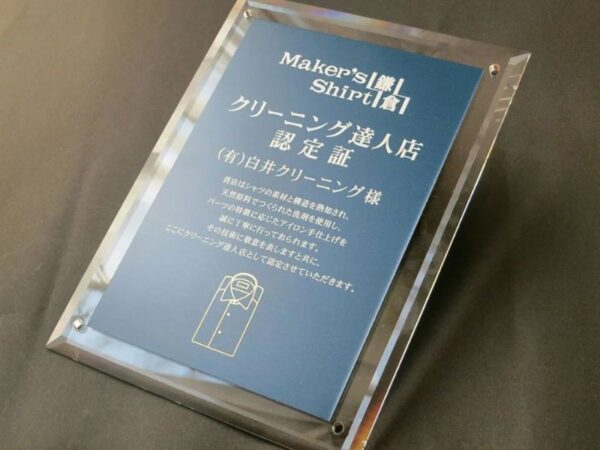 Maker's
Shirt 鎌倉
クリーニング達人店
認定証
(有)白井クリーニング様
貴店はシャツの素材と構造を熟知され、
天然原料でつくられた洗剤を使用し、
パーツの特徴に応じたアイロン手仕上げを
誠に丁寧に行っておられます。
その技術に敬意を表しますと共に、
ここにクリーニング達人店として認定させていただきます。